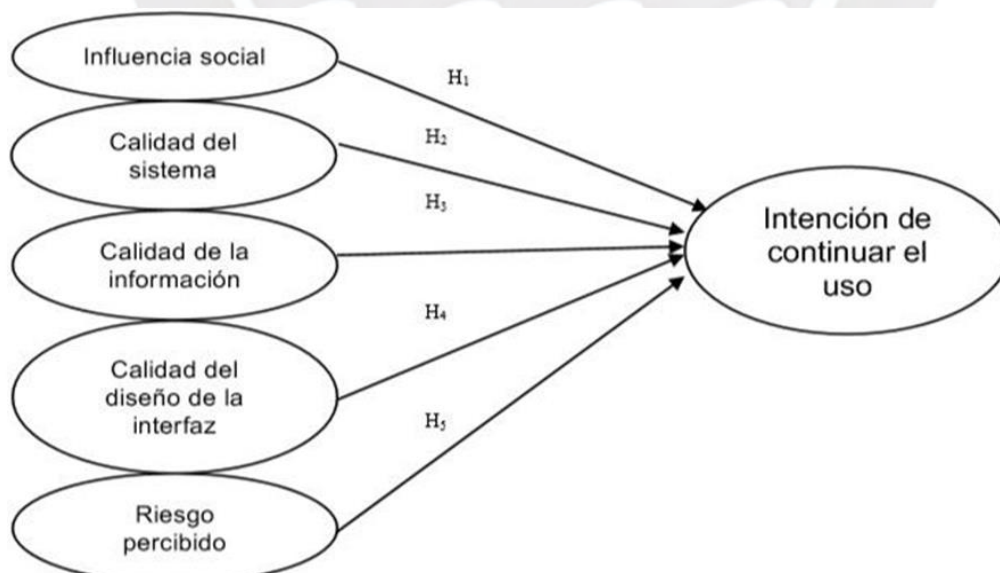 Influencia social
H₁
Calidad del
sistema
H₂
Calidad de la
información
H₃
Calidad del
diseño de la
interfaz
H₄
Riesgo
percibido
H₅
Intención de
continuar el
uso